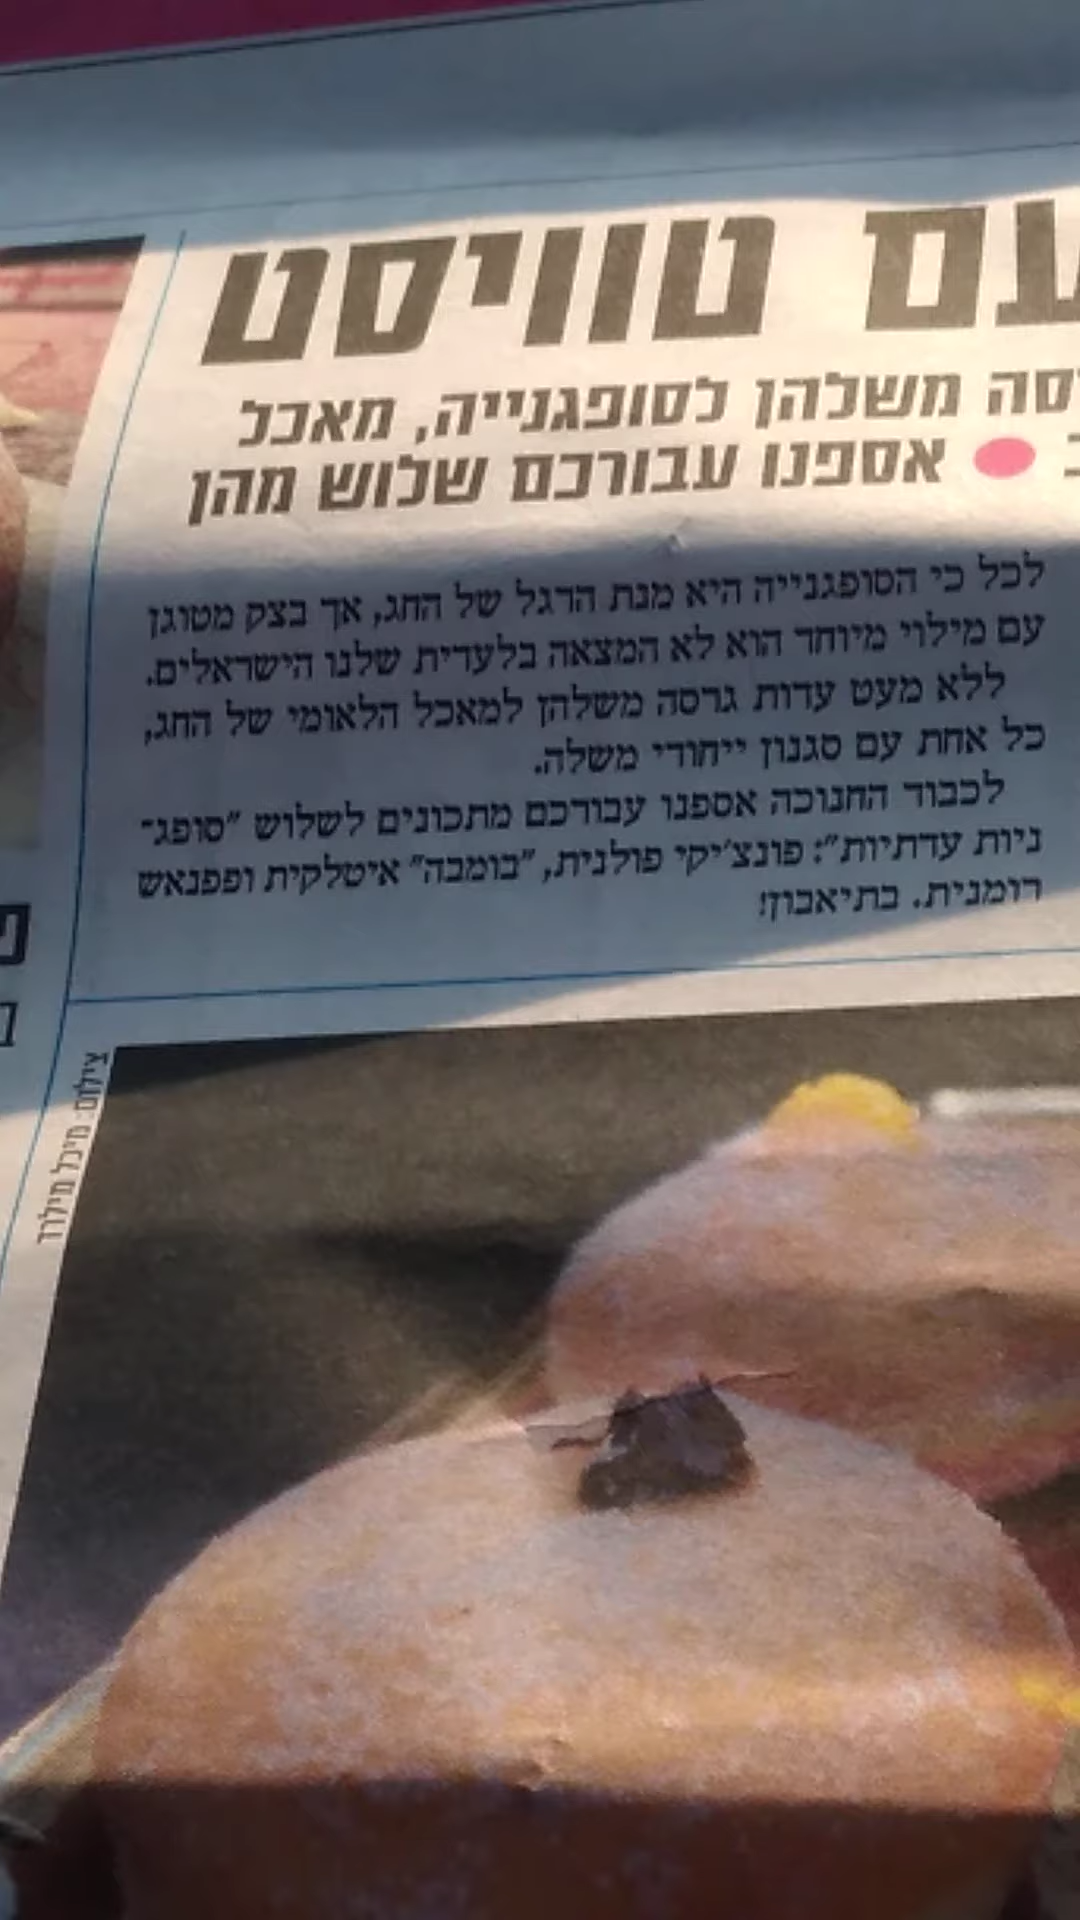 עם טוויסט
סה משלהן לסופגנייה, מאכל
אספנו עבורכם שלוש מהן
לכל כי הסופגנייה היא מנת הדגל של החג, אך בצק מטוגן
עם מילוי מיוחד הוא לא המצאה בלעדית שלנו הישראלים.
ללא מעט עדות גרסה משלהן למאכל הלאומי של החג,
כל אחת עם סגנון ייחודי משלה.
לכבוד החנוכה אספנו עבורכם מתכונים לשלוש "סופג־
ניות עדתיות": פונצ'יקי פולנית, "בומבה" איטלקית ופפנאש
רומנית. בתיאבון!
צילום: מיכל מילרד